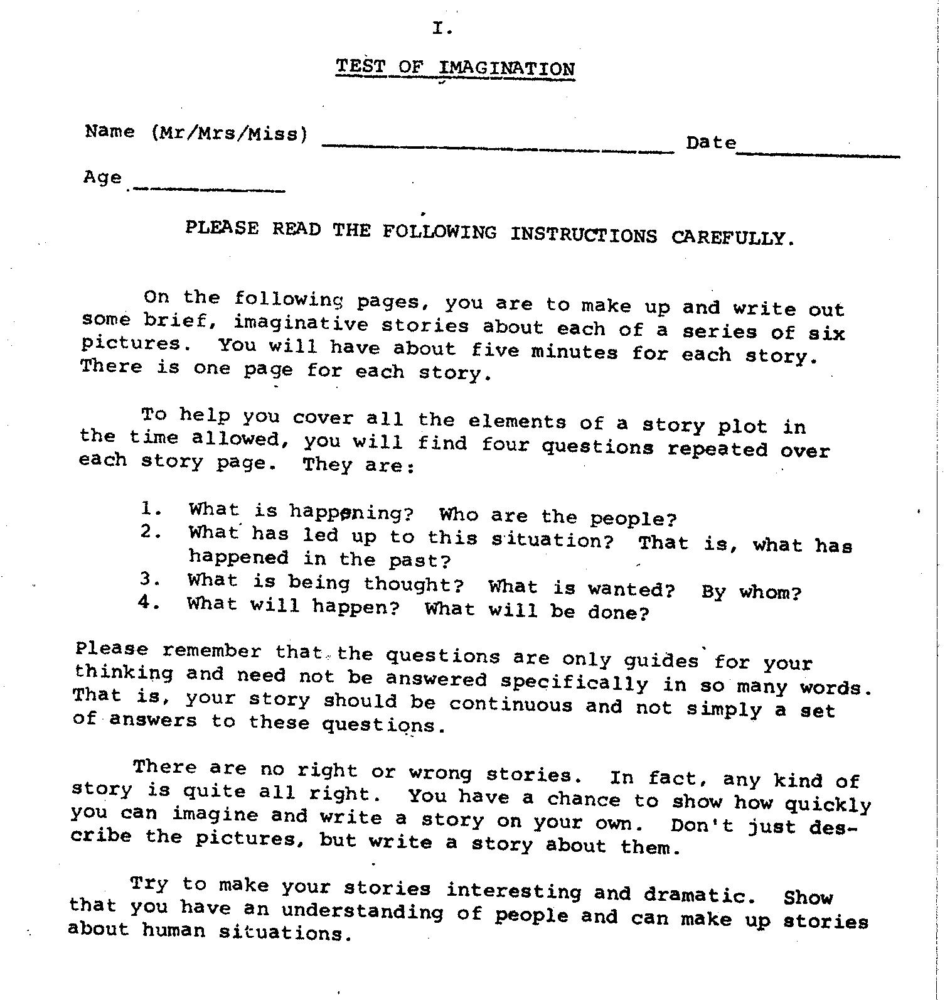 I.
TEST OF IMAGINATION
Name (Mr/Mrs/Miss) Date
Age
PLEASE READ THE FOLLOWING INSTRUCTIONS CAREFULLY.
On the following pages, you are to make up and write out
some brief, imaginative stories about each of a series of six
pictures. You will have about five minutes for each story.
There is one page for each story.
To help you cover all the elements of a story plot in
the time allowed, you will find four questions repeated over
each story page. They are:
1. What is happening? Who are the people?
2. What has led up to this situation? That is, what has
happened in the past?
3. What is being thought? What is wanted? By whom?
4. What will happen? What will be done?
Please remember that the questions are only guides for your
thinking and need not be answered specifically in so many words.
That is, your story should be continuous and not simply a set
of answers to these questions.
There are no right or wrong stories. In fact, any kind of
story is quite all right. You have a chance to show how quickly
you can imagine and write a story on your own. Don't just des-
cribe the pictures, but write a story about them.
Try to make your stories interesting and dramatic. Show
that you have an understanding of people and can make up stories
about human situations.